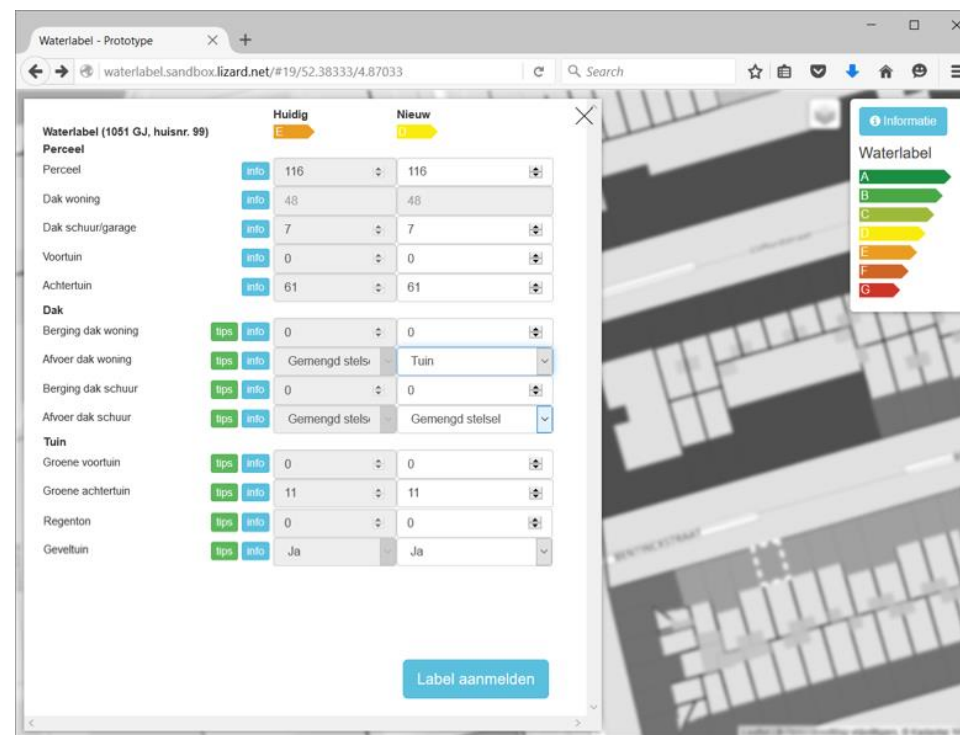 Waterlabel - Prototype
waterlabel.sandbox.lizard.net/#19/52.38333/4.87033
Search
Huidig Nieuw
Waterlabel (1051 GJ, huisnr. 99) E D
Perceel
Perceel info 116 116
Dak woning info 48 48
Dak schuur/garage info 7 7
Voortuin info 0 0
Achtertuin info 61 61
Dak
Berging dak woning tips info 0 0
Afvoer dak woning tips info Gemengd stels Tuin
Berging dak schuur tips info 0 0
Afvoer dak schuur tips info Gemengd stels Gemengd stelsel
Tuin
Groene voortuin tips info 0 0
Groene achtertuin tips info 11 11
Regenton tips info 0 0
Geveltuin tips info Ja Ja
Label aanmelden
Informatie
Waterlabel
A
B
C
D
E
F
G
BENTINCKSTRAAT